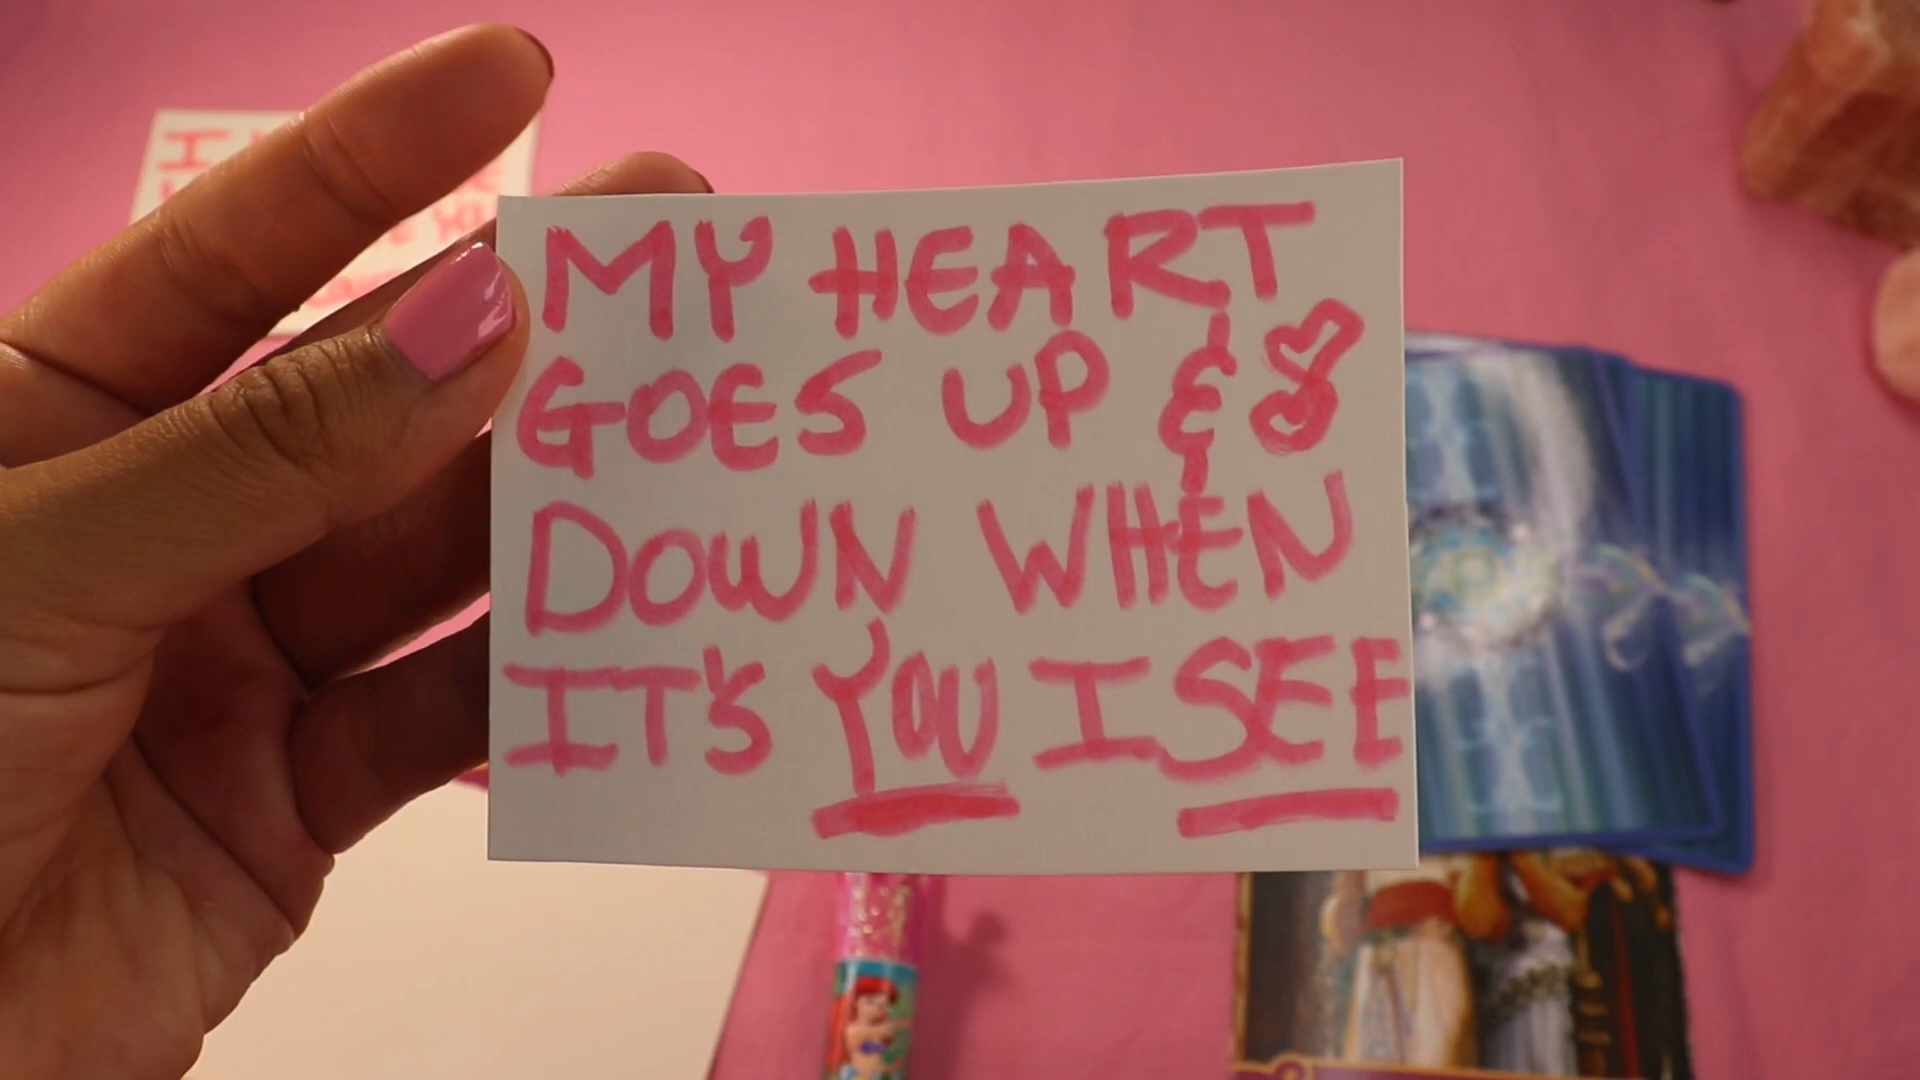 MY HEART
GOES UP &
DOWN WHEN
IT'S YOU I SEE
I